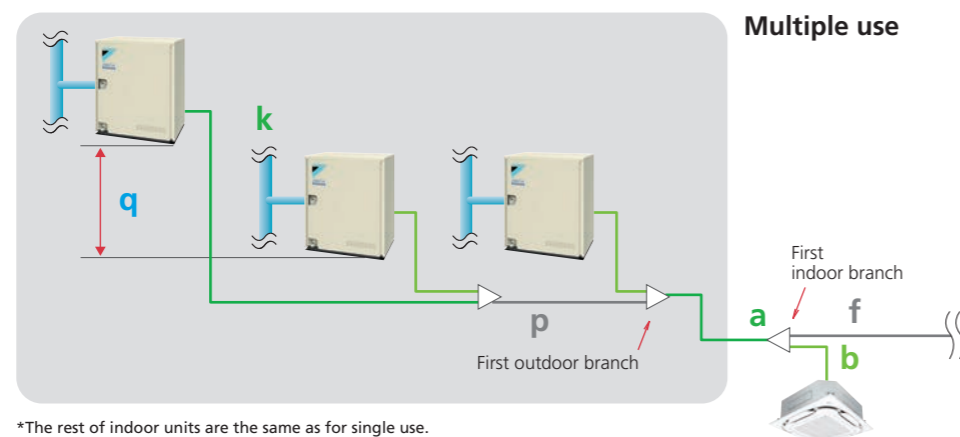 Multiple use
k
q
First
indoor branch
p
a
f
b
First outdoor branch
*The rest of indoor units are the same as for single use.